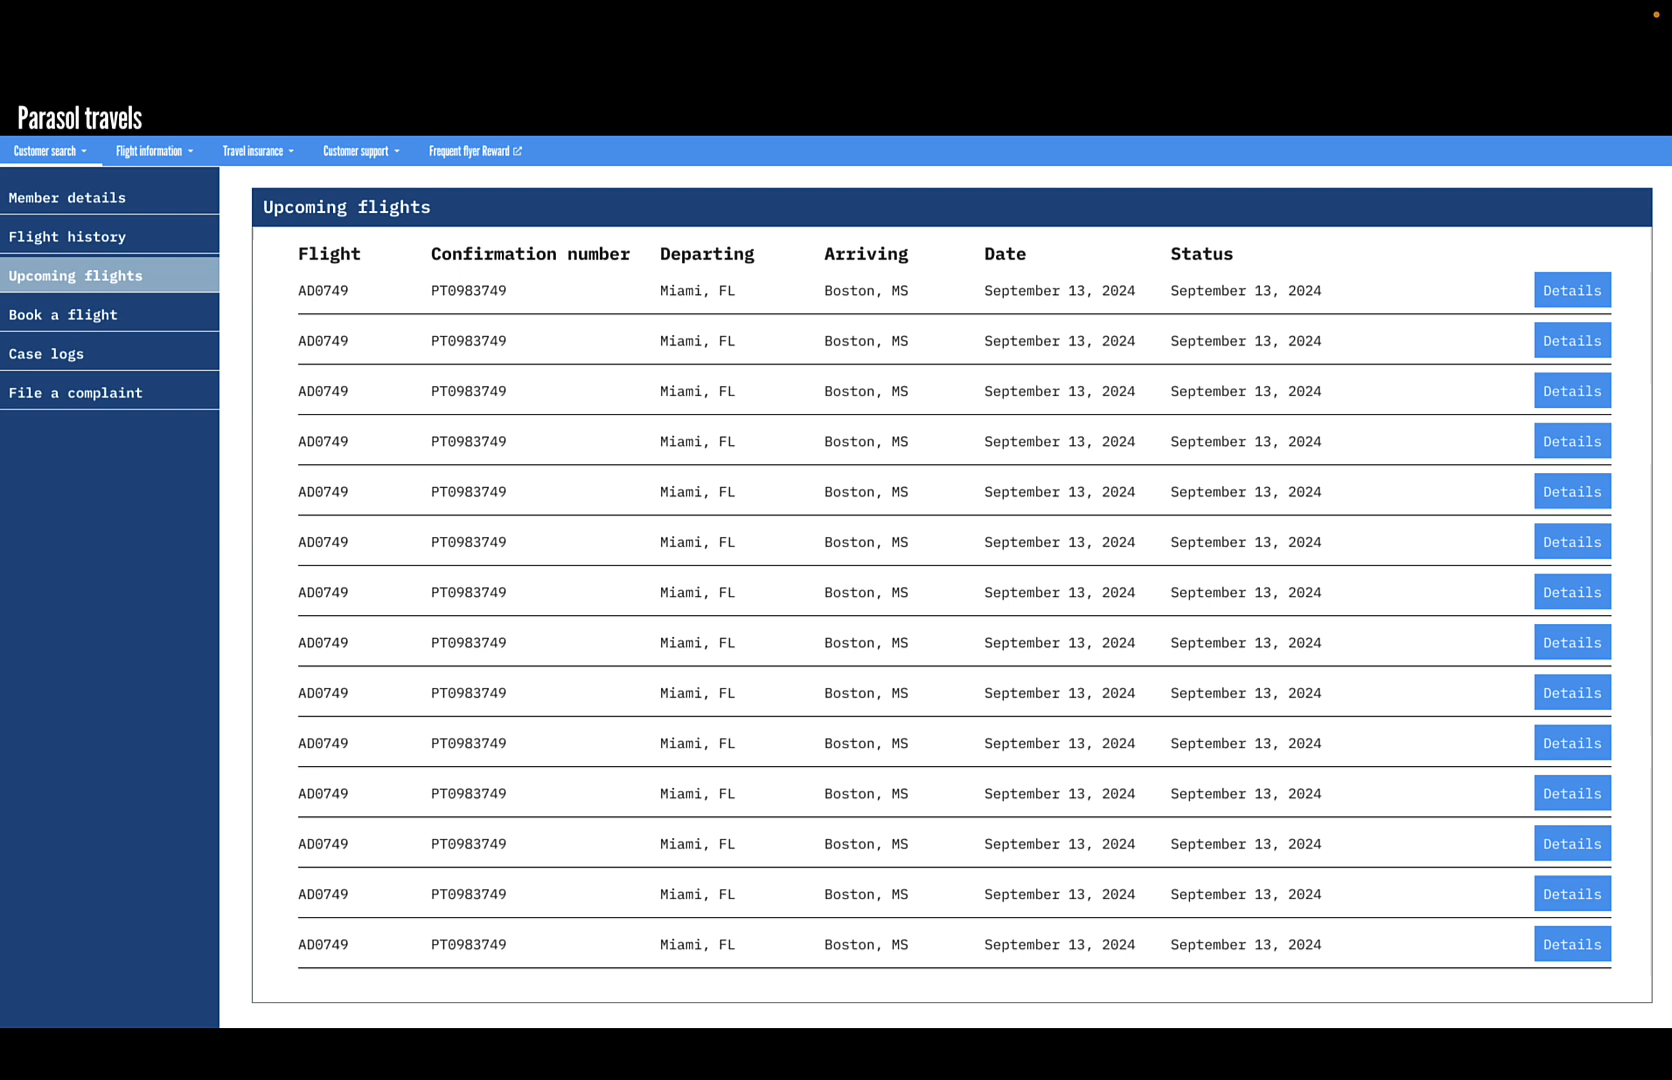 Parasol travels
Customer search Flight information Travel insurance Customer support Frequent flyer Reward
Member details
Flight history
Upcoming flights
Book a flight
Case logs
File a complaint
Upcoming flights
Flight Confirmation number Departing Arriving Date Status
AD0749 PT0983749 Miami, FL Boston, MS September 13, 2024 September 13, 2024 Details
AD0749 PT0983749 Miami, FL Boston, MS September 13, 2024 September 13, 2024 Details
AD0749 PT0983749 Miami, FL Boston, MS September 13, 2024 September 13, 2024 Details
AD0749 PT0983749 Miami, FL Boston, MS September 13, 2024 September 13, 2024 Details
AD0749 PT0983749 Miami, FL Boston, MS September 13, 2024 September 13, 2024 Details
AD0749 PT0983749 Miami, FL Boston, MS September 13, 2024 September 13, 2024 Details
AD0749 PT0983749 Miami, FL Boston, MS September 13, 2024 September 13, 2024 Details
AD0749 PT0983749 Miami, FL Boston, MS September 13, 2024 September 13, 2024 Details
AD0749 PT0983749 Miami, FL Boston, MS September 13, 2024 September 13, 2024 Details
AD0749 PT0983749 Miami, FL Boston, MS September 13, 2024 September 13, 2024 Details
AD0749 PT0983749 Miami, FL Boston, MS September 13, 2024 September 13, 2024 Details
AD0749 PT0983749 Miami, FL Boston, MS September 13, 2024 September 13, 2024 Details
AD0749 PT0983749 Miami, FL Boston, MS September 13, 2024 September 13, 2024 Details
AD0749 PT0983749 Miami, FL Boston, MS September 13, 2024 September 13, 2024 Details